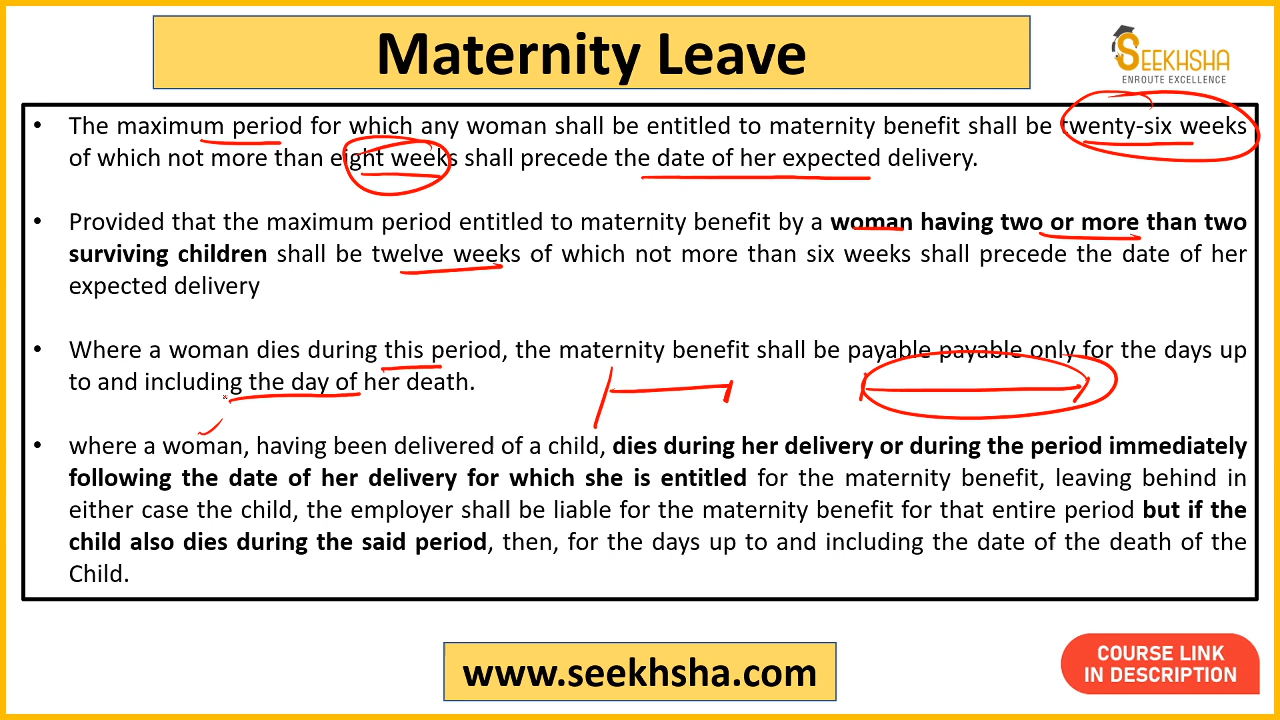 Maternity Leave
SEEKHSHA
ENROUTE EXCELLENCE
• The maximum period for which any woman shall be entitled to maternity benefit shall be twenty-six weeks
of which not more than eight weeks shall precede the date of her expected delivery.
• Provided that the maximum period entitled to maternity benefit by a woman having two or more than two
surviving children shall be twelve weeks of which not more than six weeks shall precede the date of her
expected delivery
• Where a woman dies during this period, the maternity benefit shall be payable payable only for the days up
to and including the day of her death.
• where a woman, having been delivered of a child, dies during her delivery or during the period immediately
following the date of her delivery for which she is entitled for the maternity benefit, leaving behind in
either case the child, the employer shall be liable for the maternity benefit for that entire period but if the
child also dies during the said period, then, for the days up to and including the date of the death of the
Child.
www.seekhsha.com
COURSE LINK
IN DESCRIPTION